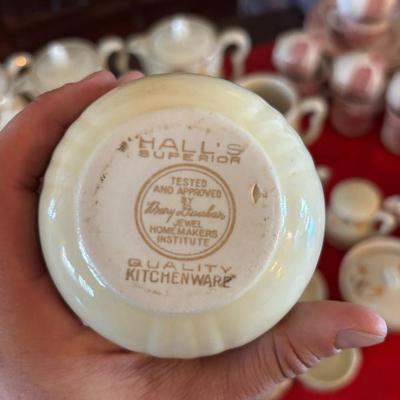 HALL'S
SUPERIOR
TESTED
AND APPROVED
BY
Mary Dunbar
JEWEL
HOMEMAKERS
INSTITUTE
QUALITY
KITCHENWARE